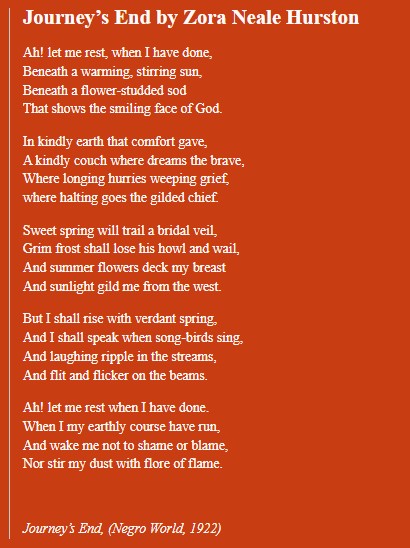 Journey’s End by Zora Neale Hurston
Ah! let me rest, when I have done,
Beneath a warming, stirring sun,
Beneath a flower-studded sod
That shows the smiling face of God.
In kindly earth that comfort gave,
A kindly couch where dreams the brave,
Where longing hurries weeping grief,
where halting goes the gilded chief.
Sweet spring will trail a bridal veil,
Grim frost shall lose his howl and wail,
And summer flowers deck my breast
And sunlight gild me from the west.
But I shall rise with verdant spring,
And I shall speak when song-birds sing,
And laughing ripple in the streams,
And flit and flicker on the beams.
Ah! let me rest when I have done.
When I my earthly course have run,
And wake me not to shame or blame,
Nor stir my dust with flore of flame.
Journey’s End, (Negro World, 1922)